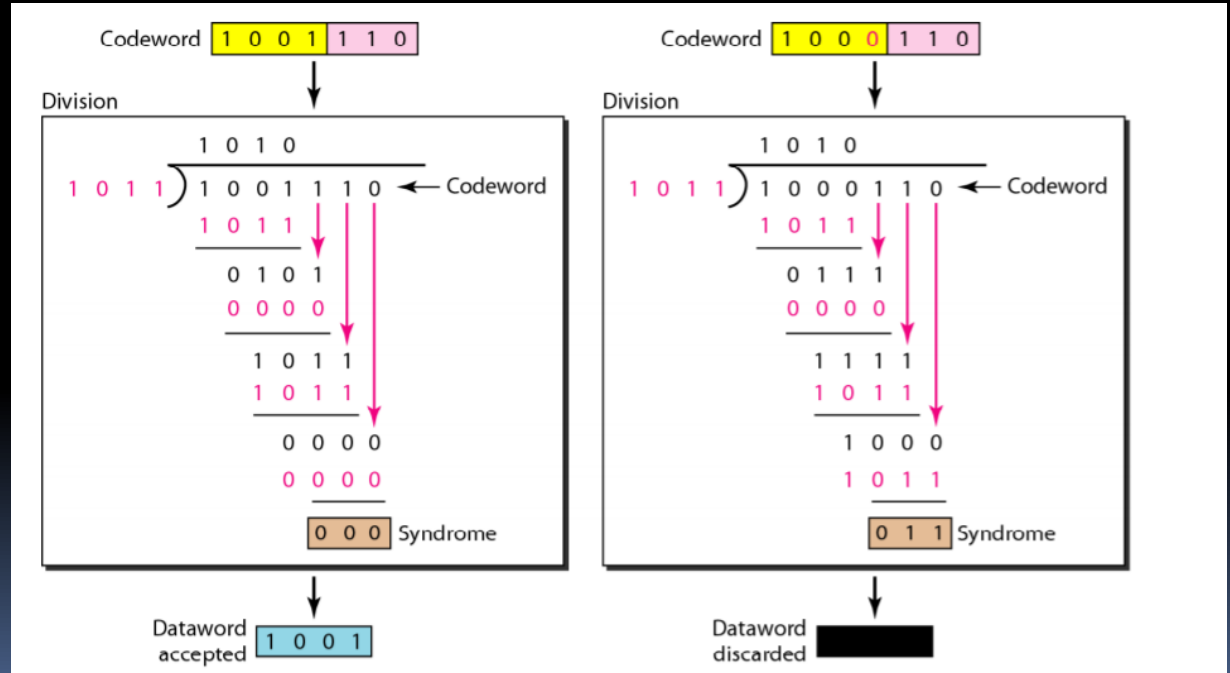 Codeword 1 0 0 1 1 1 0
Division
1 0 1 0
1 0 1 1 1 0 0 1 1 1 0 Codeword
1 0 1 1
0 1 0 1
0 0 0 0
1 0 1 1
1 0 1 1
0 0 0 0
0 0 0 0
0 0 0 Syndrome
Dataword
accepted
1 0 0 1
Codeword 1 0 0 0 1 1 0
Division
1 0 1 0
1 0 1 1 1 0 0 0 1 1 0 Codeword
1 0 1 1
0 1 1 1
0 0 0 0
1 1 1 1
1 0 1 1
1 0 0 0
1 0 1 1
0 1 1 Syndrome
Dataword
discarded